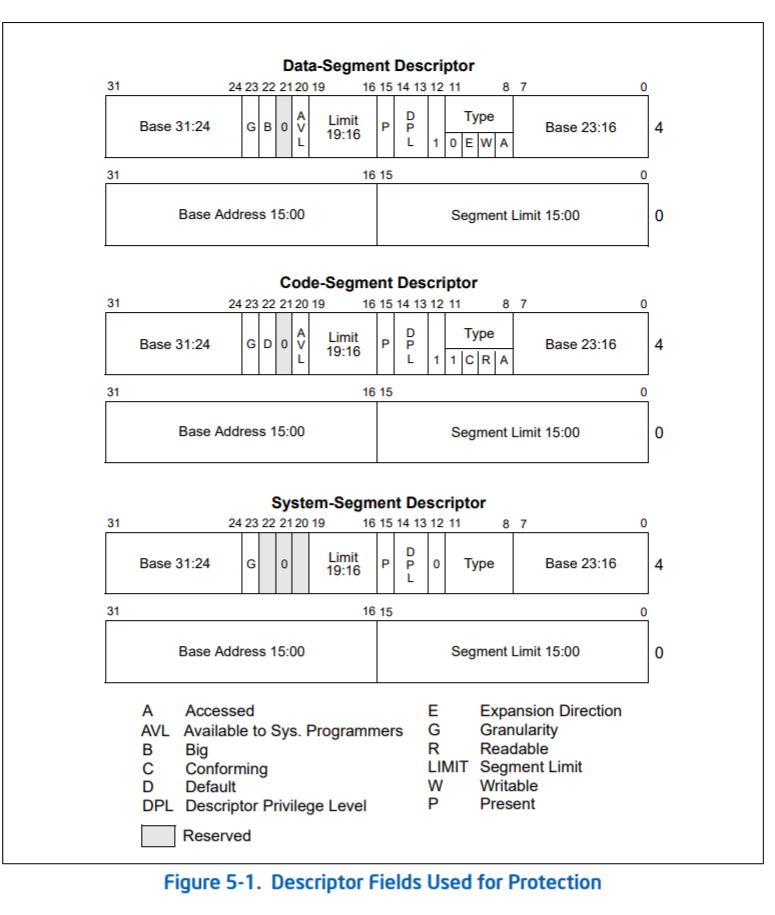 Data-Segment Descriptor
31 24 23 22 21 20 19 16 15 14 13 12 11 8 7 0
Base 31:24 G B 0 AVL Limit 19:16 P DPL 1 Type 0 E W A Base 23:16 4
31 16 15 0
Base Address 15:00 Segment Limit 15:00 0
Code-Segment Descriptor
31 24 23 22 21 20 19 16 15 14 13 12 11 8 7 0
Base 31:24 G D 0 AVL Limit 19:16 P DPL 1 Type 1 C R A Base 23:16 4
31 16 15 0
Base Address 15:00 Segment Limit 15:00 0
System-Segment Descriptor
31 24 23 22 21 20 19 16 15 14 13 12 11 8 7 0
Base 31:24 G 0 Limit 19:16 P DPL 0 Type Base 23:16 4
31 16 15 0
Base Address 15:00 Segment Limit 15:00 0
A Accessed E Expansion Direction
AVL Available to Sys. Programmers G Granularity
B Big R Readable
C Conforming LIMIT Segment Limit
D Default W Writable
DPL Descriptor Privilege Level P Present
Reserved
Figure 5-1. Descriptor Fields Used for Protection